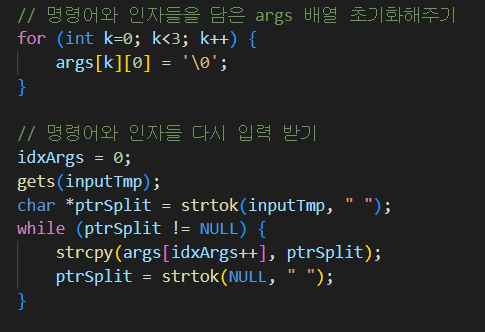 // 명령어와 인자들을 담은 args 배열 초기화해주기
for (int k=0; k<3; k++) {
    args[k][0] = '\0';
}

// 명령어와 인자들 다시 입력 받기
idxArgs = 0;
gets(inputTmp);
char *ptrSplit = strtok(inputTmp, " ");
while (ptrSplit != NULL) {
    strcpy(args[idxArgs++], ptrSplit);
    ptrSplit = strtok(NULL, " ");
}